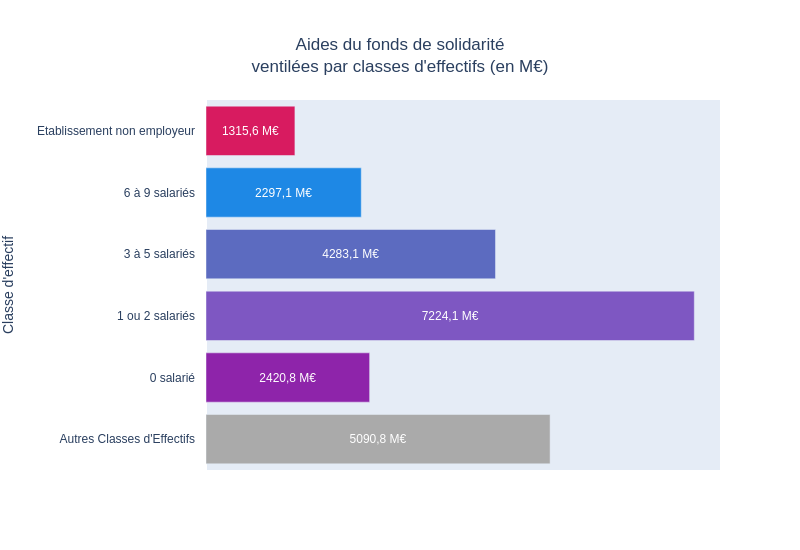 Aides du fonds de solidarité
ventilées par classes d'effectifs (en M€)
Classe d'effectif
Etablissement non employeur
1315,6 M€
6 à 9 salariés
2297,1 M€
3 à 5 salariés
4283,1 M€
1 ou 2 salariés
7224,1 M€
0 salarié
2420,8 M€
Autres Classes d'Effectifs
5090,8 M€